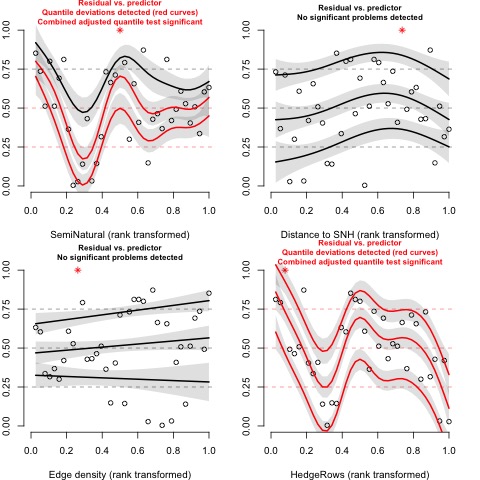 Residual vs. predictor
Quantile deviations detected (red curves)
Combined adjusted quantile test significant
0.00 0.25 0.50 0.75 1.00
0.0 0.2 0.4 0.6 0.8 1.0
SemiNatural (rank transformed)
Residual vs. predictor
No significant problems detected
0.00 0.25 0.50 0.75 1.00
0.0 0.2 0.4 0.6 0.8 1.0
Distance to SNH (rank transformed)
Residual vs. predictor
No significant problems detected
0.00 0.25 0.50 0.75 1.00
0.0 0.2 0.4 0.6 0.8 1.0
Edge density (rank transformed)
Residual vs. predictor
Quantile deviations detected (red curves)
Combined adjusted quantile test significant
0.00 0.25 0.50 0.75 1.00
0.0 0.2 0.4 0.6 0.8 1.0
HedgeRows (rank transformed)